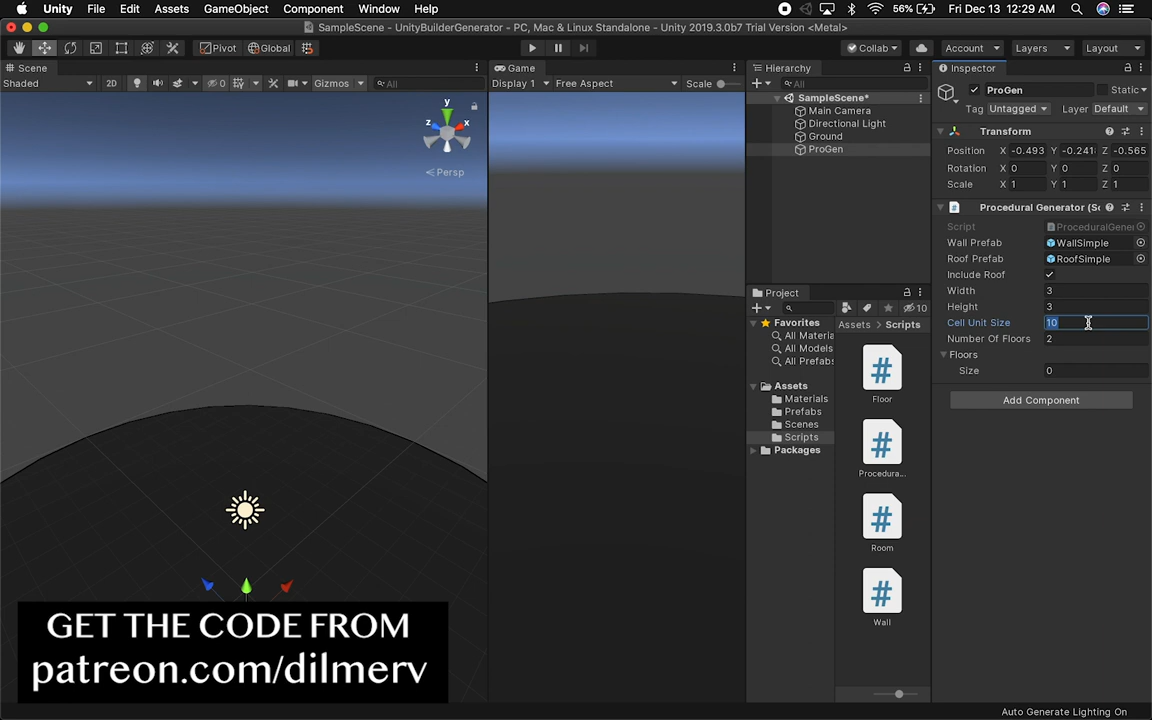 Unity File Edit Assets GameObject Component Window Help 56% Fri Dec 13 12:29 AM
SampleScene - UnityBuilderGenerator - PC, Mac & Linux Standalone - Unity 2019.3.0b7 Trial Version <Metal>
Pivot Global Collab Account Layers Layout
Scene Game Hierarchy Inspector
Shaded 2D 0 Gizmos All Display 1 Free Aspect Scale All
ProGen Static
Tag Untagged Layer Default
SampleScene*
Main Camera
Directional Light
Ground
ProGen
y
z x
Persp
Transform
Position X -0.493 Y -0.241 Z -0.565
Rotation X 0 Y 0 Z 0
Scale X 1 Y 1 Z 1
# Procedural Generator (Sc
Script ProceduralGene
Wall Prefab WallSimple
Roof Prefab RoofSimple
Include Roof
Width 3
Height 3
Cell Unit Size 10
Number Of Floors 2
Floors
Size 0
Add Component
Project
10
Favorites
All Materia
All Models
All Prefabs
Assets
Materials
Prefabs
Scenes
Scripts
Packages
Assets > Scripts
#
Floor
#
Procedura...
#
Room
#
Wall
GET THE CODE FROM
patreon.com/dilmerv
Auto Generate Lighting On